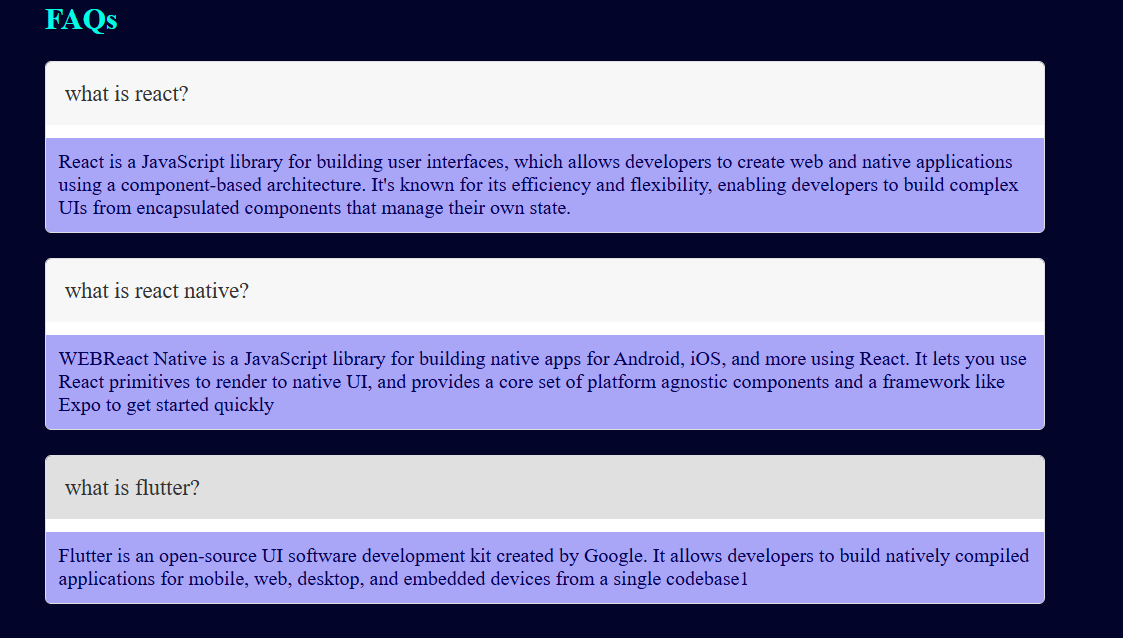 FAQs
what is react?
React is a JavaScript library for building user interfaces, which allows developers to create web and native applications
using a component-based architecture. It's known for its efficiency and flexibility, enabling developers to build complex
UIs from encapsulated components that manage their own state.
what is react native?
WEBReact Native is a JavaScript library for building native apps for Android, iOS, and more using React. It lets you use
React primitives to render to native UI, and provides a core set of platform agnostic components and a framework like
Expo to get started quickly
what is flutter?
Flutter is an open-source UI software development kit created by Google. It allows developers to build natively compiled
applications for mobile, web, desktop, and embedded devices from a single codebase1